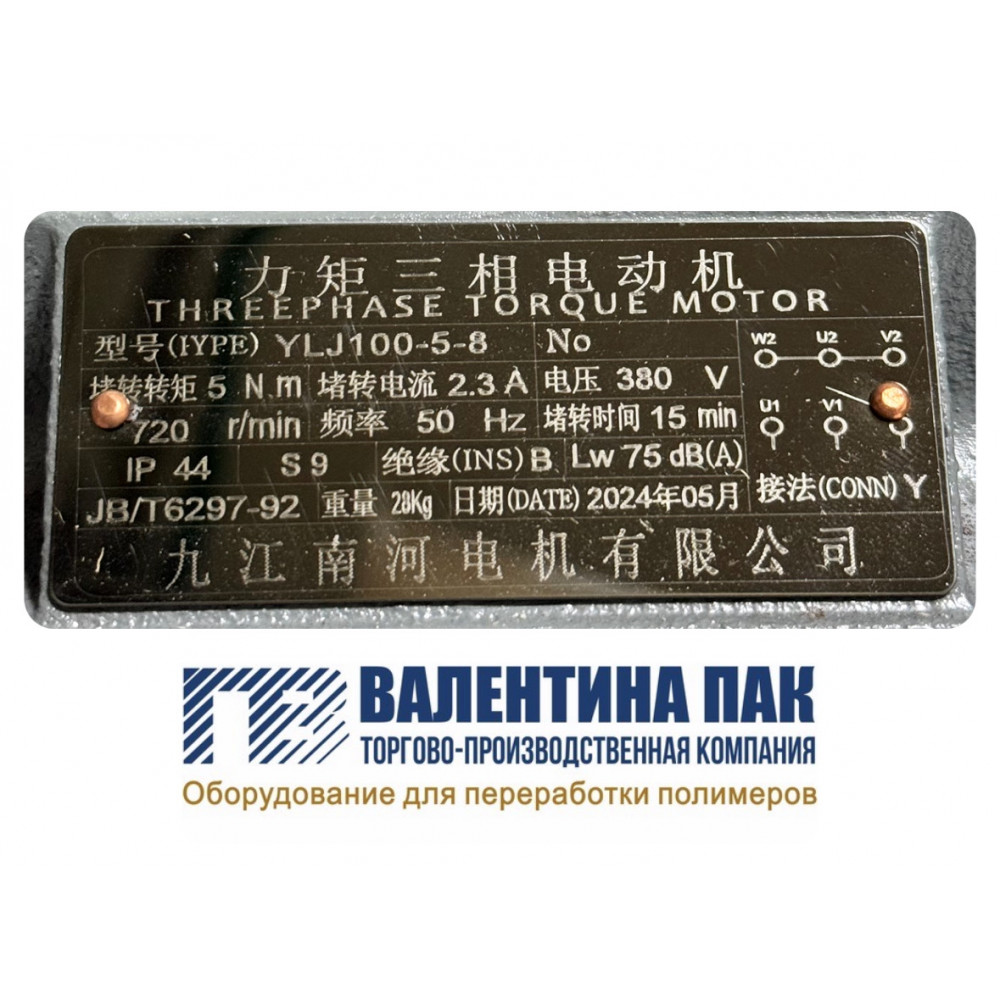 力矩三相电动机
THREEPHASE TORQUE MOTOR
型号(IYPE) YLJ100-5-8 No
堵转转矩 5 N.m 堵转电流 2.3 A 电压 380 V
720 r/min 频率 50 Hz 堵转时间 15 min
IP 44 S 9 绝缘(INS) B Lw 75 dB(A)
JB/T6297-92 重量 28Kg 日期(DATE) 2024年05月
W2 U2 V2
U1 V1
接法(CONN) Y
九江南河电机有限公司
ВАЛЕНТИНА ПАК
ТОРГОВО-ПРОИЗВОДСТВЕННАЯ КОМПАНИЯ
Оборудование для переработки полимеров